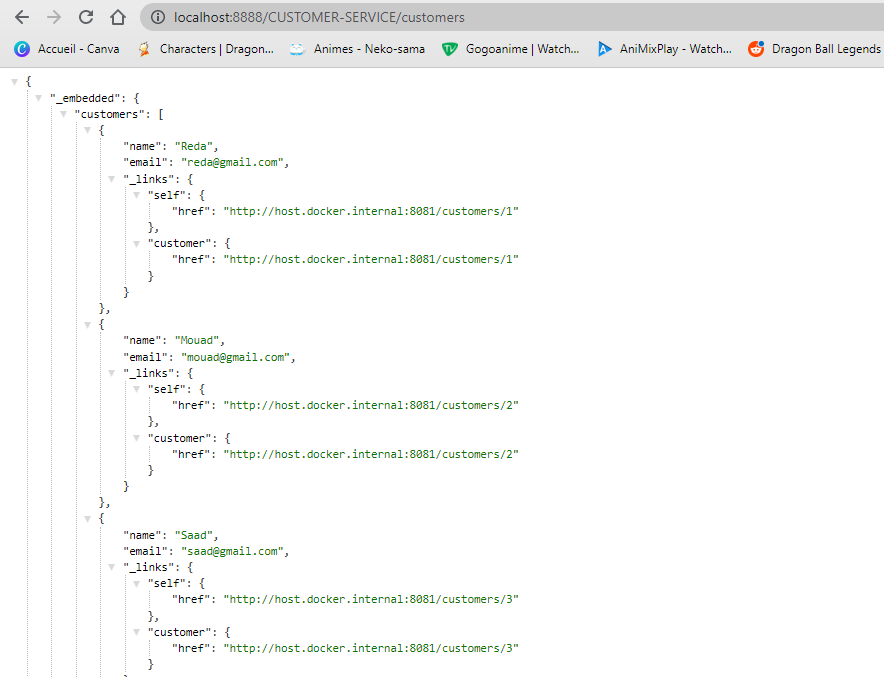 localhost:8888/CUSTOMER-SERVICE/customers
Accueil - Canva Characters | Dragon... Animes - Neko-sama Gogoanime | Watch... AniMixPlay - Watch... Dragon Ball Legends
{
"_embedded": {
"customers": [
{
"name": "Reda",
"email": "reda@gmail.com",
"_links": {
"self": {
"href": "http://host.docker.internal:8081/customers/1"
},
"customer": {
"href": "http://host.docker.internal:8081/customers/1"
}
}
},
{
"name": "Mouad",
"email": "mouad@gmail.com",
"_links": {
"self": {
"href": "http://host.docker.internal:8081/customers/2"
},
"customer": {
"href": "http://host.docker.internal:8081/customers/2"
}
}
},
{
"name": "Saad",
"email": "saad@gmail.com",
"_links": {
"self": {
"href": "http://host.docker.internal:8081/customers/3"
},
"customer": {
"href": "http://host.docker.internal:8081/customers/3"
}